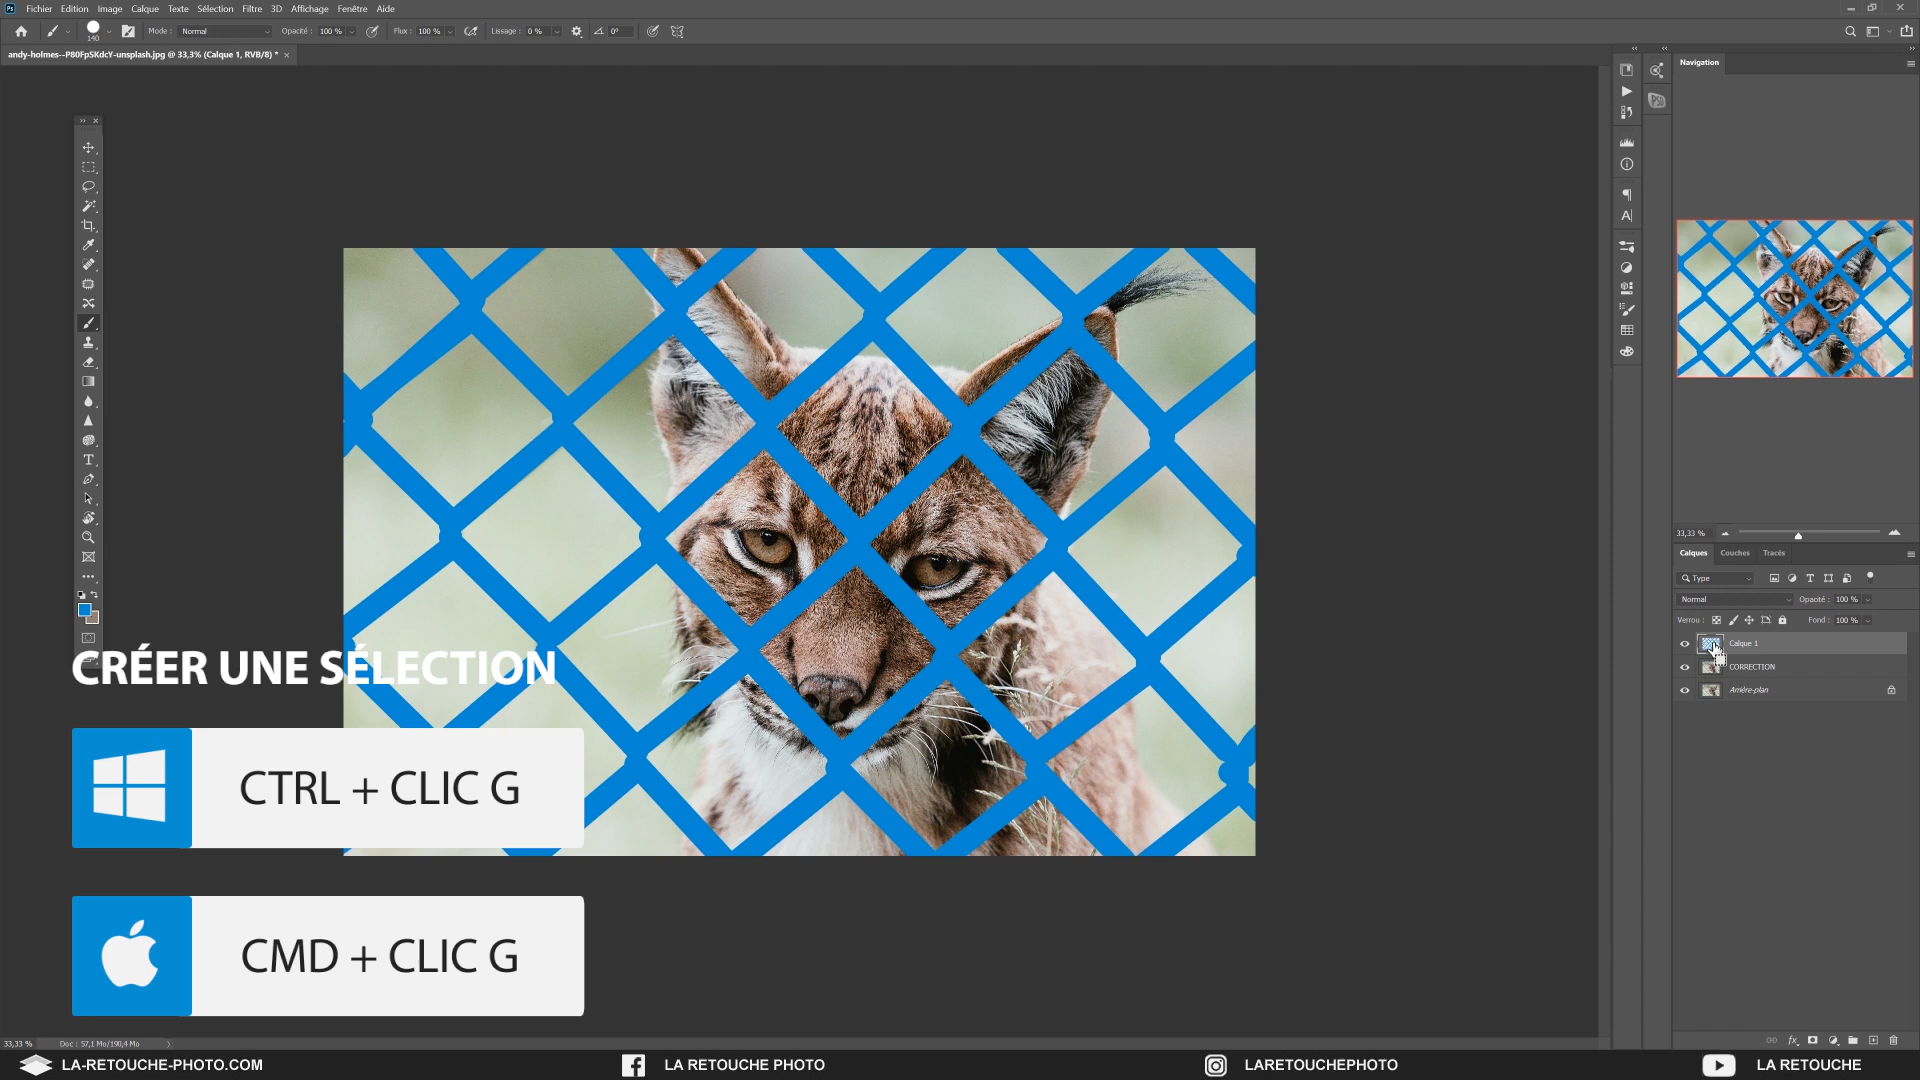 Ps Fichier Edition Image Calque Texte Sélection Filtre 3D Affichage Fenêtre Aide
140 Mode : Normal Opacité : 100 % Flux : 100 % Lissage : 0 % 0°
andy-holmes--P80FpSKdcY-unsplash.jpg @ 33,3% (Calque 1, RVB/8) *
Navigation
33,33 %
Calques Couches Tracés
Type
Normal Opacité : 100 %
Verrou : Fond : 100 %
Calque 1
CORRECTION
Arrière-plan
CRÉER UNE SÉLECTION
CTRL + CLIC G
CMD + CLIC G
33,33 % Doc : 57,1 Mo/190,4 Mo
LA-RETOUCHE-PHOTO.COM LA RETOUCHE PHOTO LARETOUCHEPHOTO LA RETOUCHE